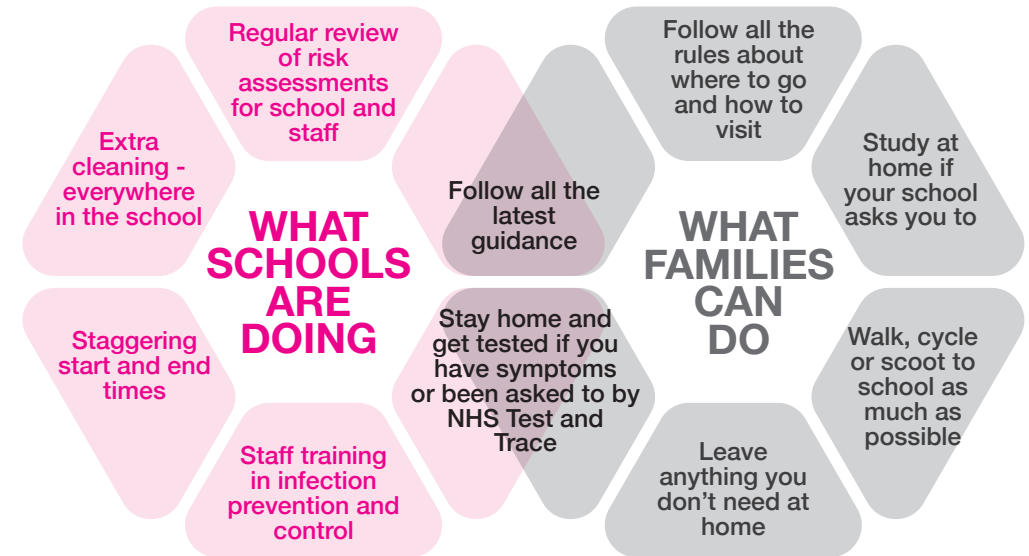 WHAT
SCHOOLS
ARE
DOING
Regular review
of risk
assessments
for school and
staff
Extra
cleaning -
everywhere
in the school
Staggering
start and end
times
Staff training
in infection
prevention and
control
Follow all the
latest
guidance
Stay home and
get tested if you
have symptoms
or been asked to by
NHS Test and
Trace
WHAT
FAMILIES
CAN
DO
Follow all the
rules about
where to go
and how to
visit
Study at
home if
your school
asks you to
Walk, cycle
or scoot to
school as
much as
possible
Leave
anything you
don't need at
home